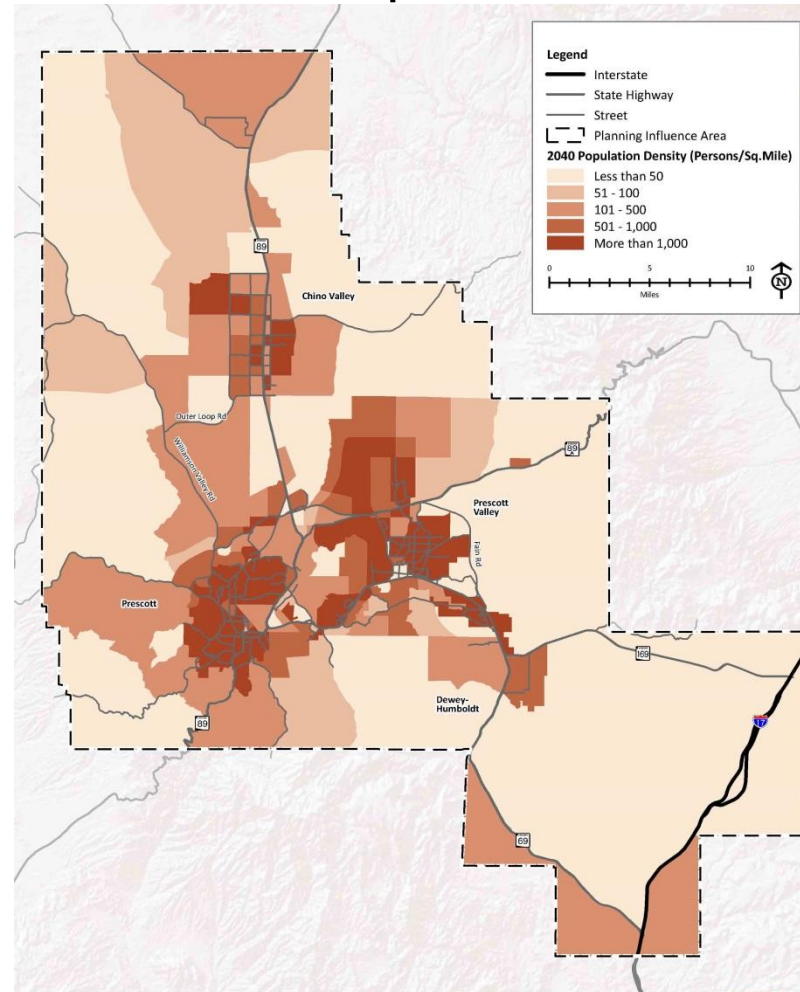 Legend
Interstate
State Highway
Street
Planning Influence Area
2040 Population Density (Persons/Sq.Mile)
Less than 50
51 - 100
101 - 500
501 - 1,000
More than 1,000
0 5 10
Miles
N
89
Chino Valley
Outer Loop Rd
Williamson Valley Rd
89
A
Prescott
Valley
Fain Rd
Prescott
169
Dewey-
Humboldt
89
17
69